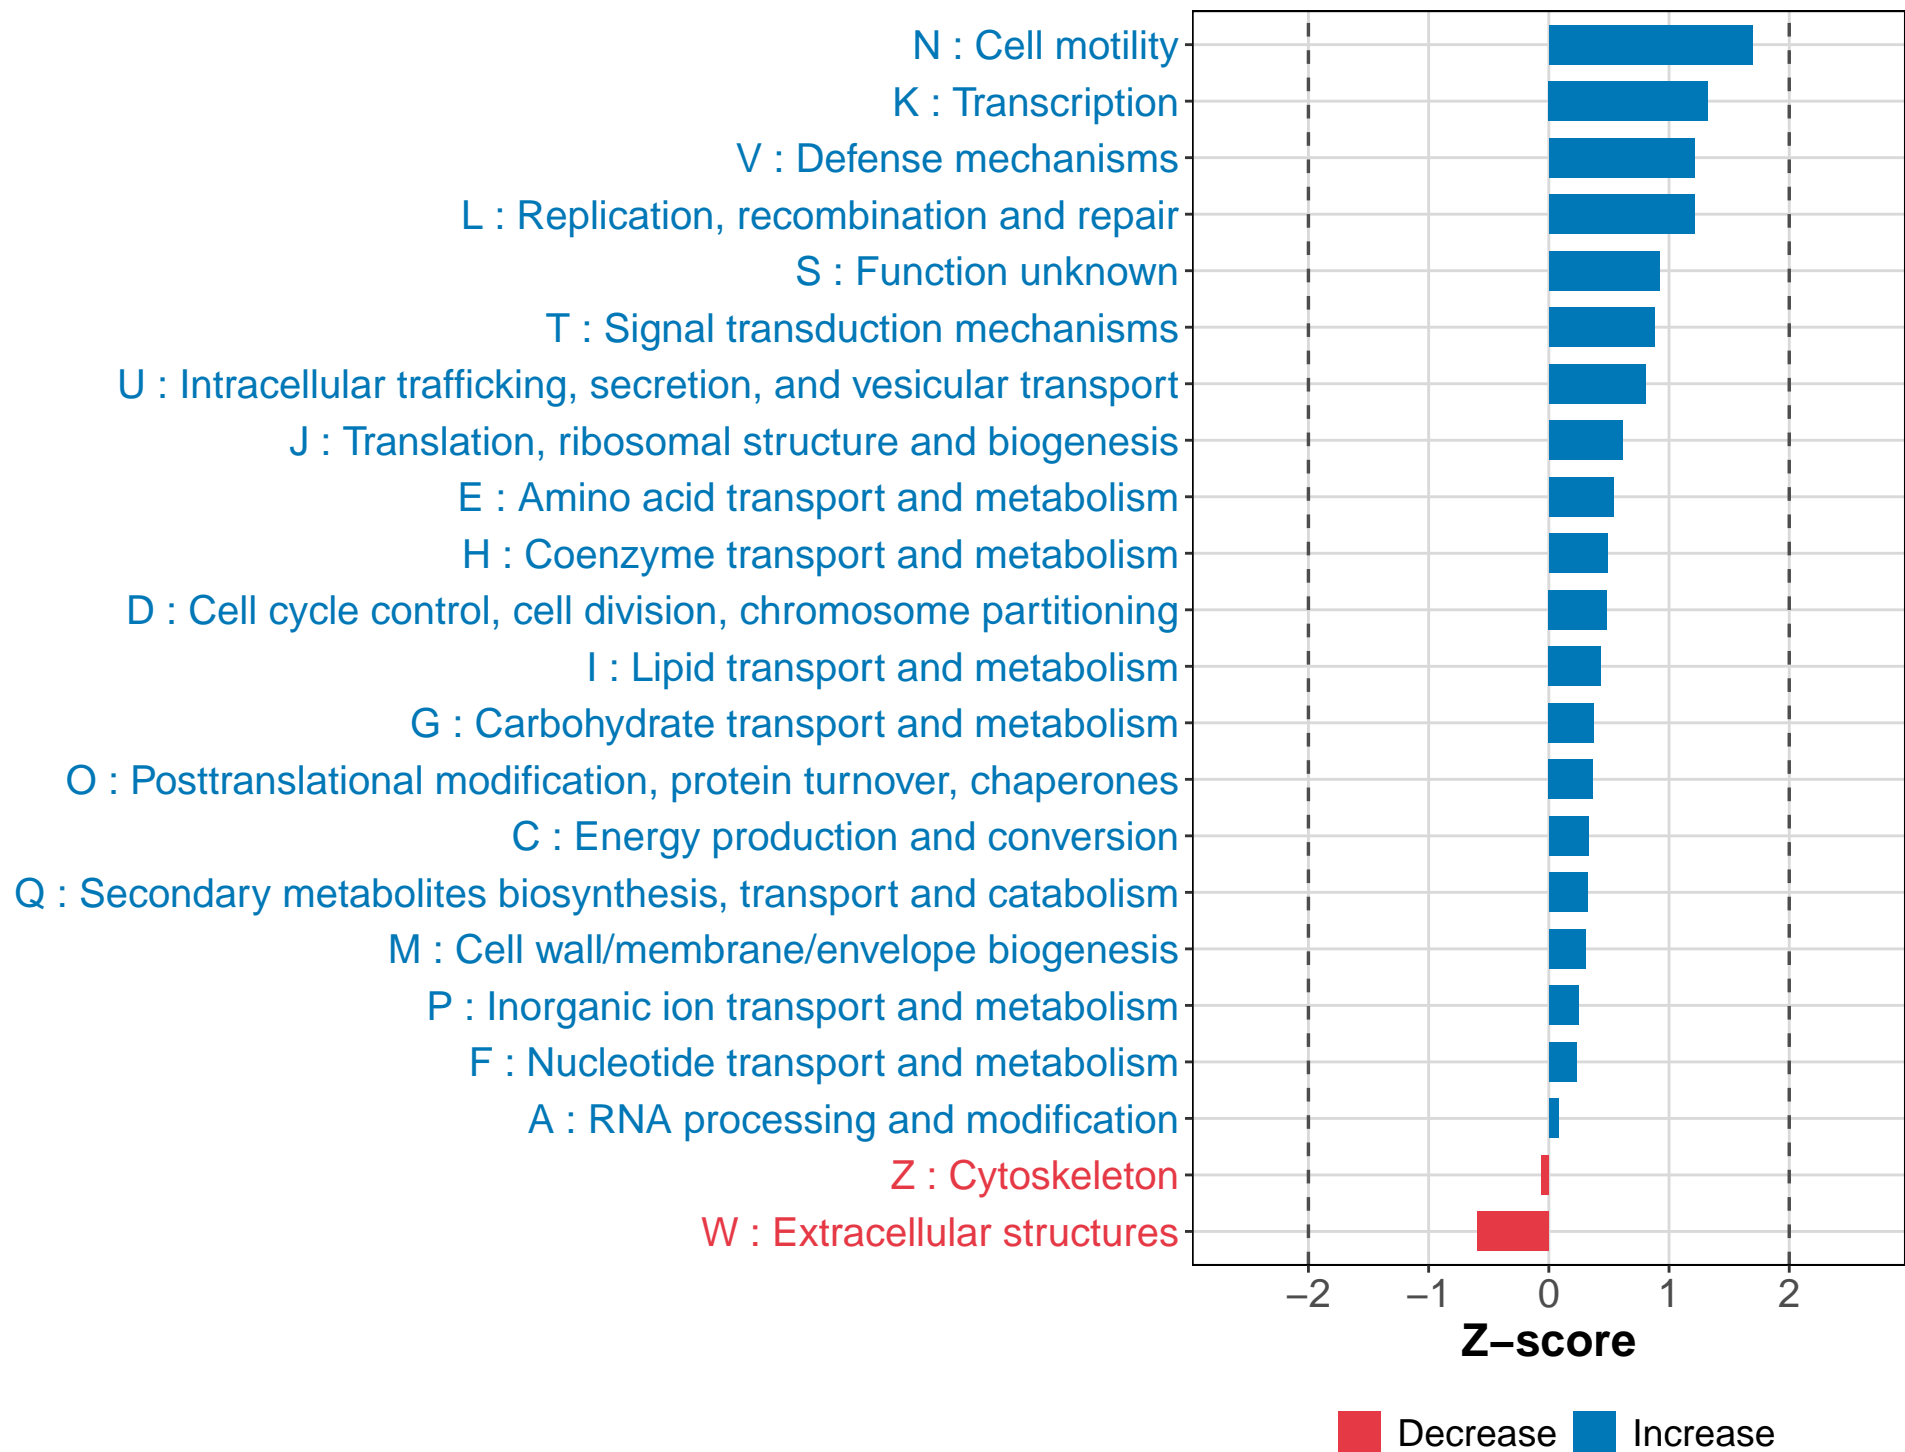 N : Cell motility
K : Transcription
V : Defense mechanisms
L : Replication, recombination and repair
S : Function unknown
T : Signal transduction mechanisms
U : Intracellular trafficking, secretion, and vesicular transport
J : Translation, ribosomal structure and biogenesis
E : Amino acid transport and metabolism
H : Coenzyme transport and metabolism
D : Cell cycle control, cell division, chromosome partitioning
I : Lipid transport and metabolism
G : Carbohydrate transport and metabolism
O : Posttranslational modification, protein turnover, chaperones
C : Energy production and conversion
Q : Secondary metabolites biosynthesis, transport and catabolism
M : Cell wall/membrane/envelope biogenesis
P : Inorganic ion transport and metabolism
F : Nucleotide transport and metabolism
A : RNA processing and modification
Z : Cytoskeleton
W : Extracellular structures
−2 −1 0 1 2
Z−score
Decrease Increase